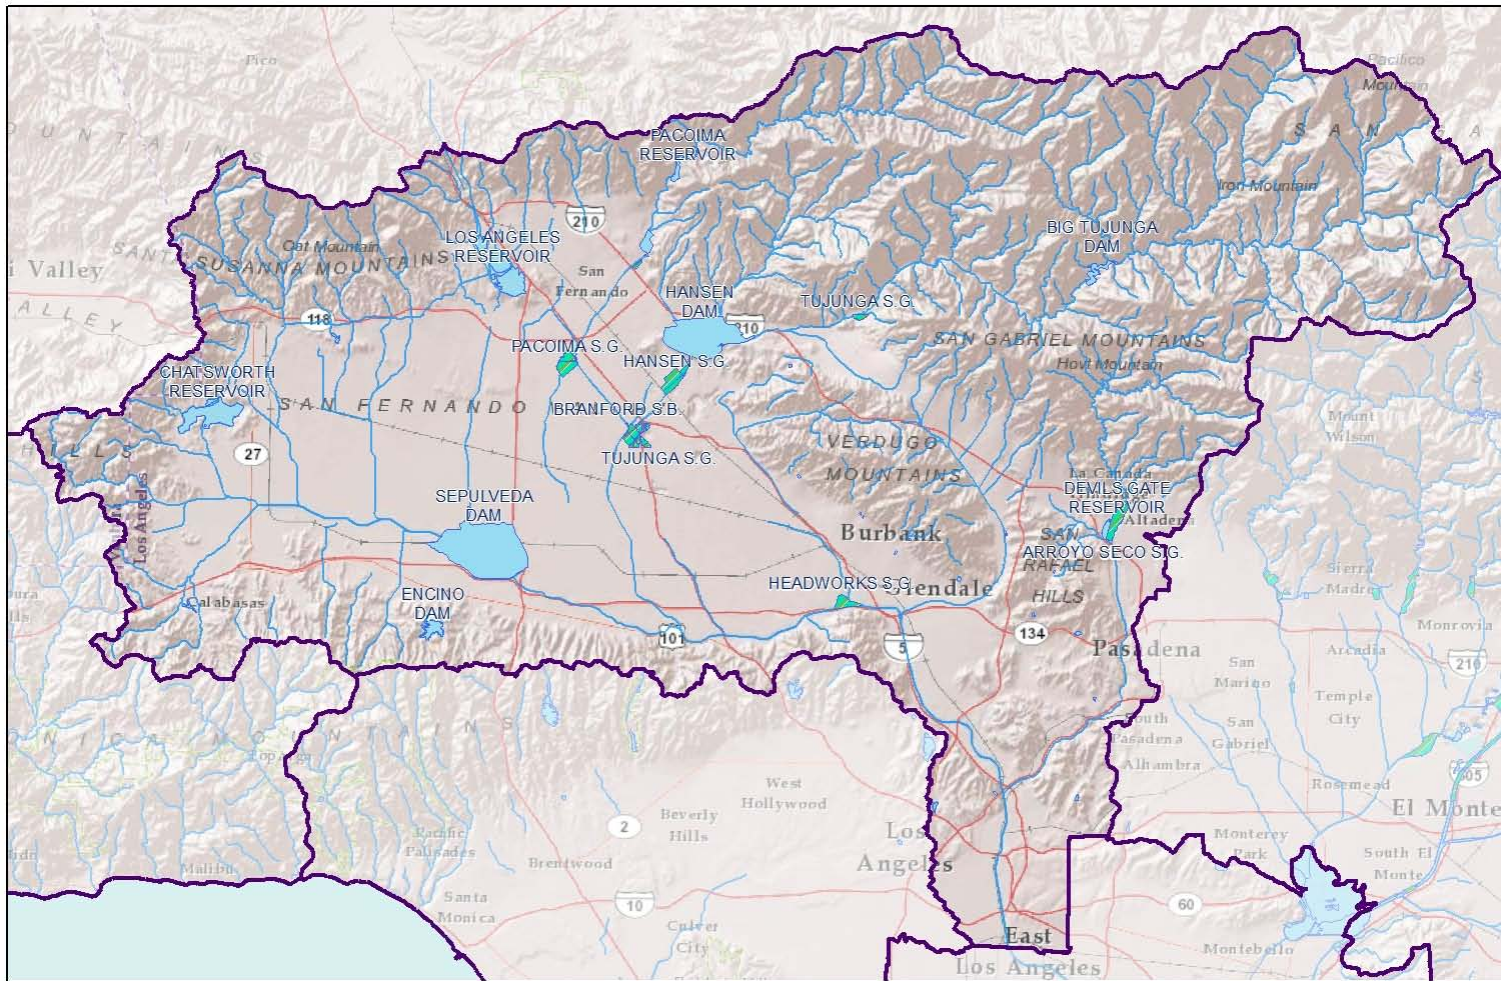 Pico
Pacifico
Mountain
O U N T A I N S
PACOIMA
RESERVOIR
S A N
G A
Iron Mountain
210
BIG TUJUNGA
DAM
LOS ANGELES
RESERVOIR
Oat Mountain
SANT
SUSANNA MOUNTAINS
i Valley
San
Fernando
HANSEN
DAM
TUJUNGA S.G.
A L L E Y
118
210
SAN GABRIEL MOUNTAINS
PACOIMA S.G.
HANSEN S.G.
CHATSWORTH
RESERVOIR
SAN FERNANDO
BRANFORD S.B.
Mount
Wilson
VERDUGO
MOUNTAINS
HILLS
27
TUJUNGA S.G.
La Canada
DEVILS GATE
RESERVOIR
Altadena
SEPULVEDA
DAM
Los Angeles
Burbank
SAN
RAFAEL
HILLS
ARROYO SECO S.G.
HEADWORKS S.G.
Glendale
Sierra
Madre
Calabasas
ENCINO
DAM
101
5
134
Pasadena
Monrovia
Arcadia
210
San
Marino
Temple
City
South
Pasadena
San
Gabriel
Alhambra
Rosemead
605
El Monte
N I C A M O U N T A I N S
West
Hollywood
Beverly
Hills
2
Los
Angeles
Monterey
Park
South El
Monte
Pacific
Palisades
Malibu
Brentwood
Santa
Monica
10
60
Culver
City
East
Los Angeles
Montebello